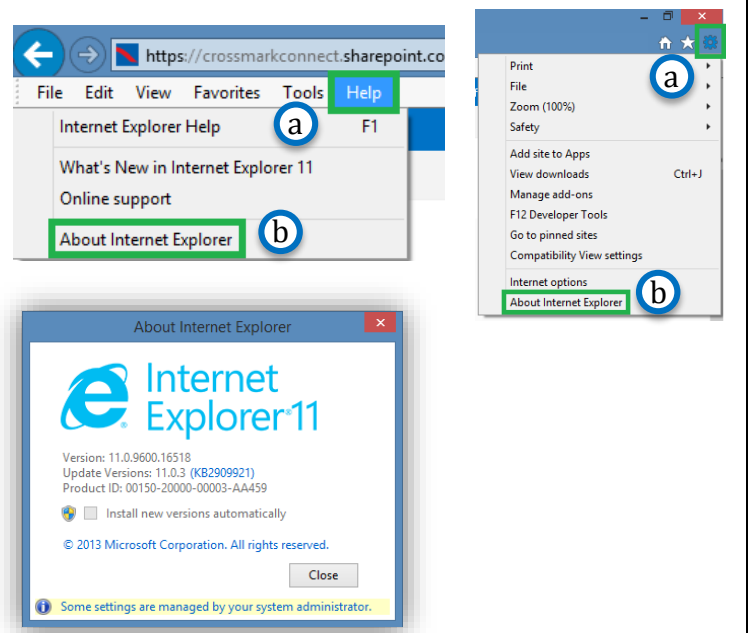 https://crossmarkconnect.sharepoint.co
File Edit View Favorites Tools Help
a
Internet Explorer Help F1
What's New in Internet Explorer 11
Online support
About Internet Explorer
b
a
Print
File
Zoom (100%)
Safety
Add site to Apps
View downloads Ctrl+J
Manage add-ons
F12 Developer Tools
Go to pinned sites
Compatibility View settings
Internet options
About Internet Explorer
b
About Internet Explorer
Internet
Explorer®11
Version: 11.0.9600.16518
Update Versions: 11.0.3 (KB2909921)
Product ID: 00150-20000-00003-AA459
Install new versions automatically
© 2013 Microsoft Corporation. All rights reserved.
Close
Some settings are managed by your system administrator.